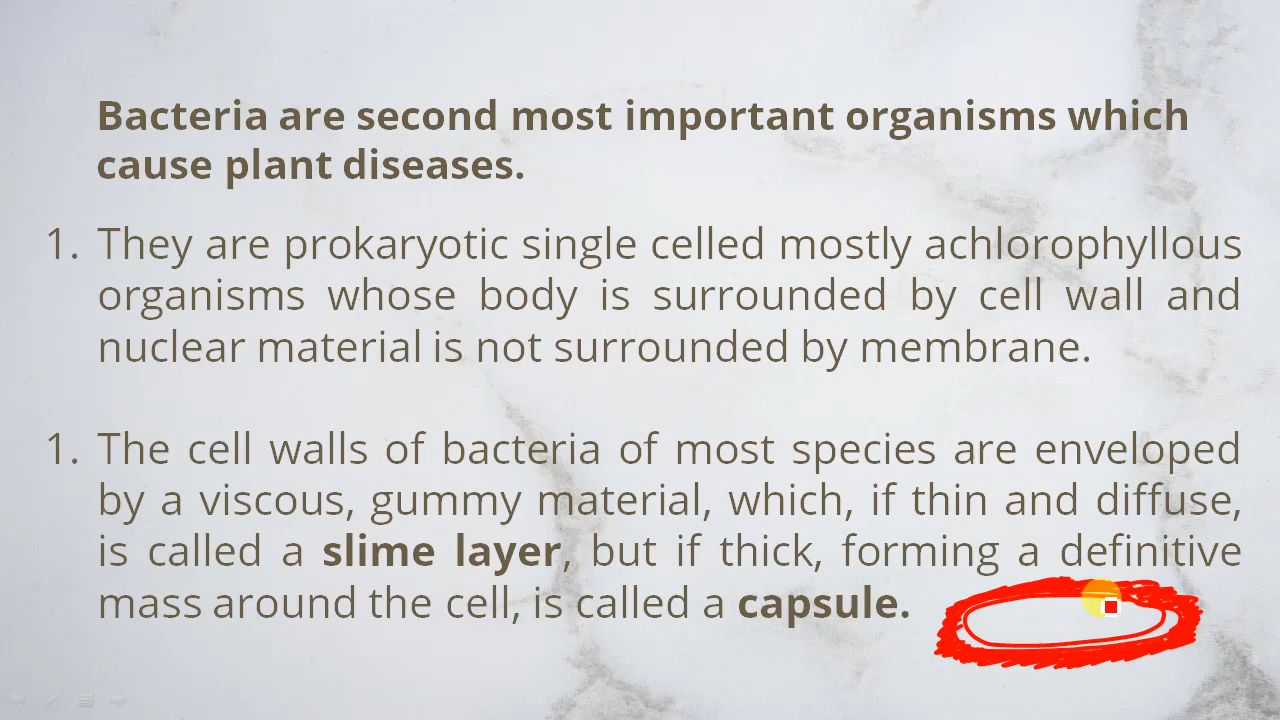 Bacteria are second most important organisms which
cause plant diseases.
1. They are prokaryotic single celled mostly achlorophyllous
organisms whose body is surrounded by cell wall and
nuclear material is not surrounded by membrane.
1. The cell walls of bacteria of most species are enveloped
by a viscous, gummy material, which, if thin and diffuse,
is called a slime layer, but if thick, forming a definitive
mass around the cell, is called a capsule.